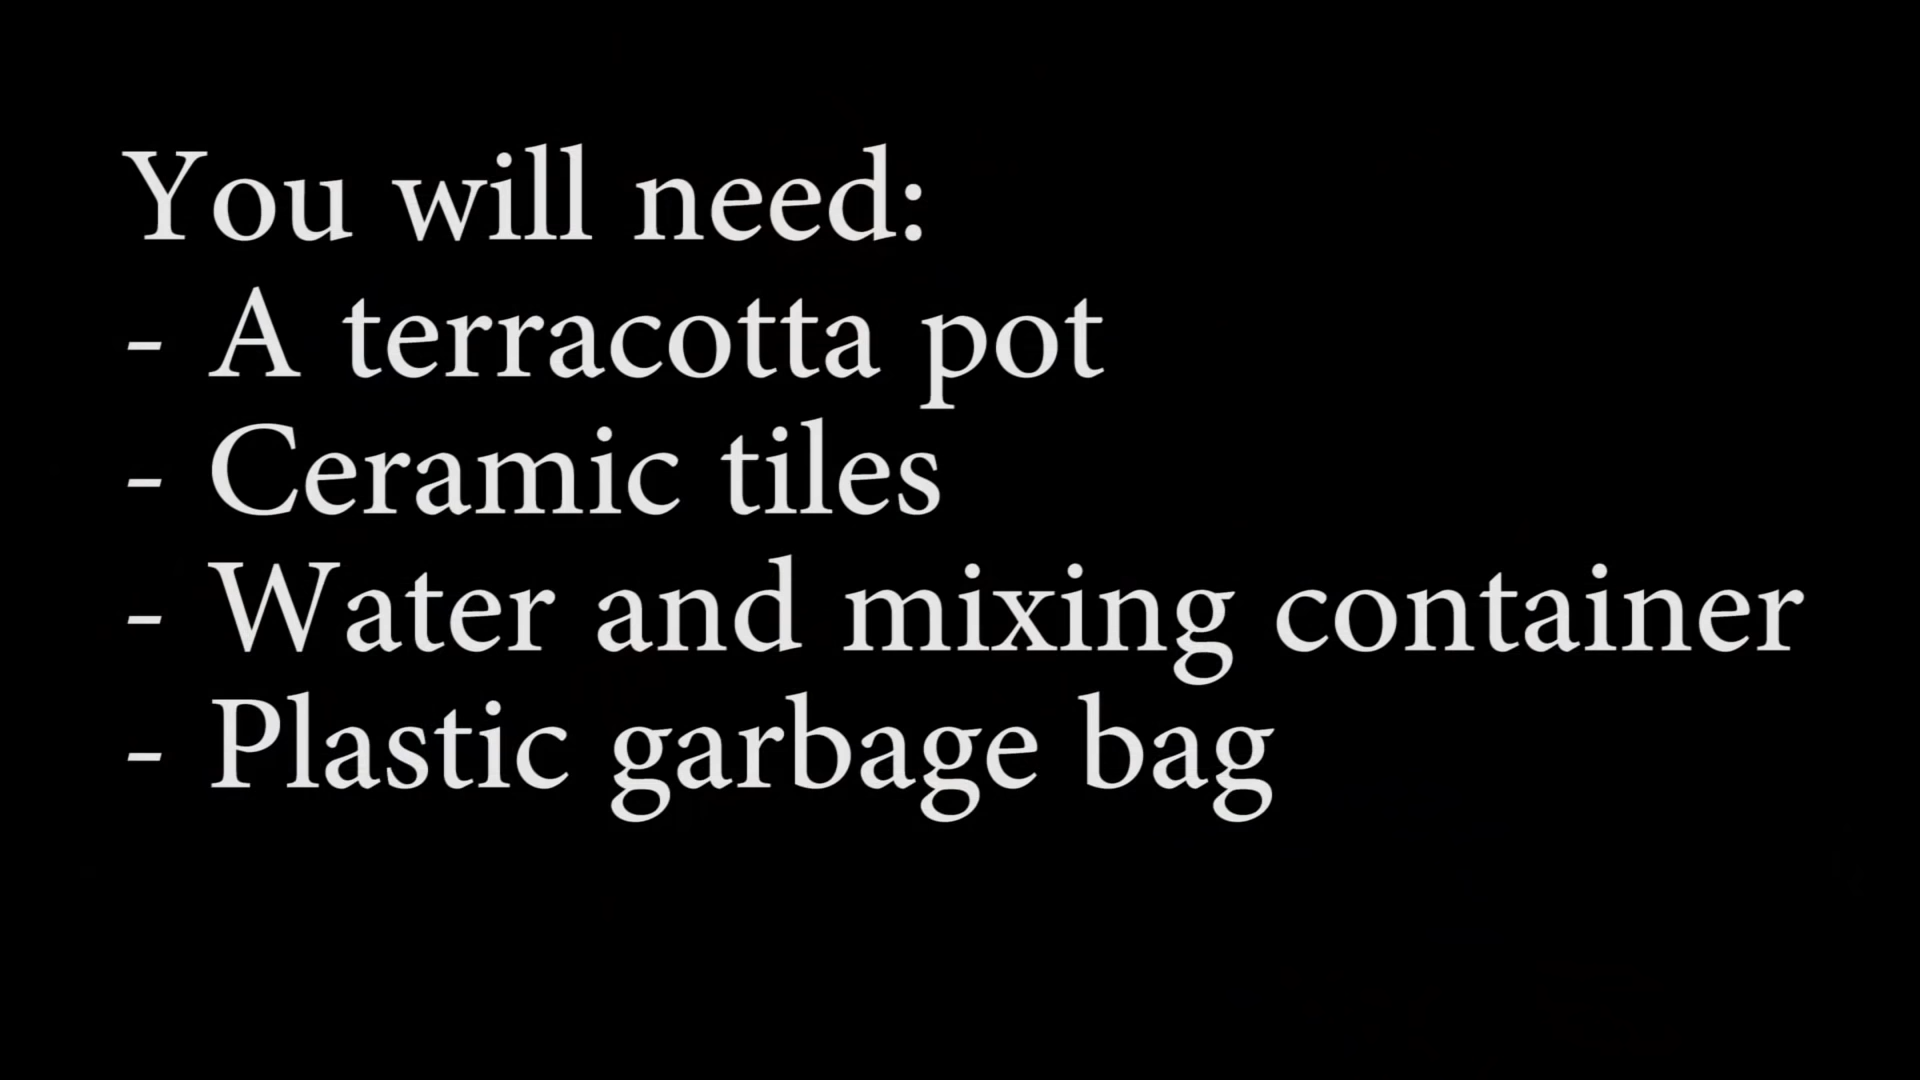 You will need:
- A terracotta pot
- Ceramic tiles
- Water and mixing container
- Plastic garbage bag